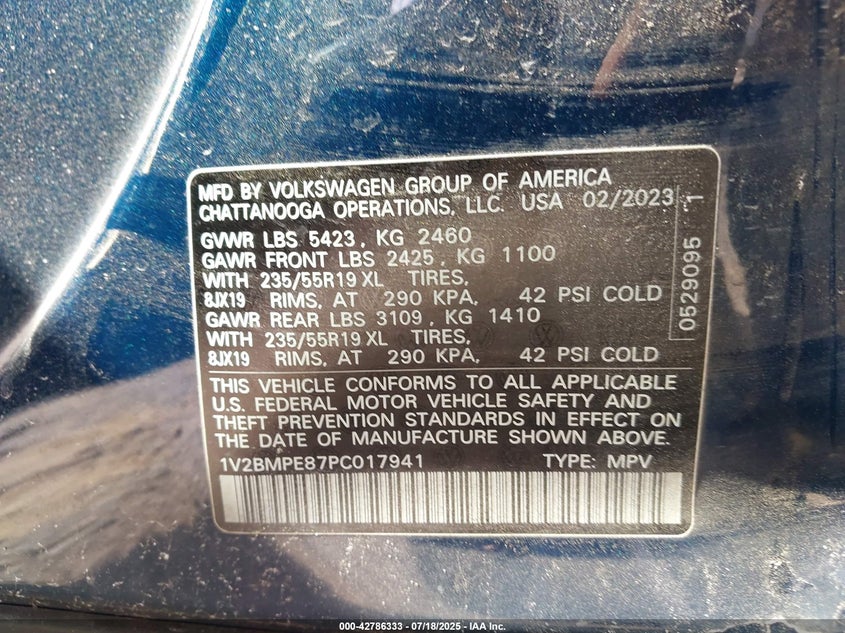 MFD BY VOLKSWAGEN GROUP OF AMERICA
CHATTANOOGA OPERATIONS, LLC. USA 02/2023
GVWR LBS 5423, KG 2460
GAWR FRONT LBS 2425, KG 1100
WITH 235/55R19 XL TIRES,
8JX19 RIMS, AT 290 KPA, 42 PSI COLD
GAWR REAR LBS 3109, KG 1410
WITH 235/55R19 XL TIRES,
8JX19 RIMS, AT 290 KPA, 42 PSI COLD
0529095 1
THIS VEHICLE CONFORMS TO ALL APPLICABLE
U.S. FEDERAL MOTOR VEHICLE SAFETY AND
THEFT PREVENTION STANDARDS IN EFFECT ON
THE DATE OF MANUFACTURE SHOWN ABOVE.
1V2BMPE87PC017941 TYPE: MPV
000-42786333 / 07/18/2025 - IAA Inc.